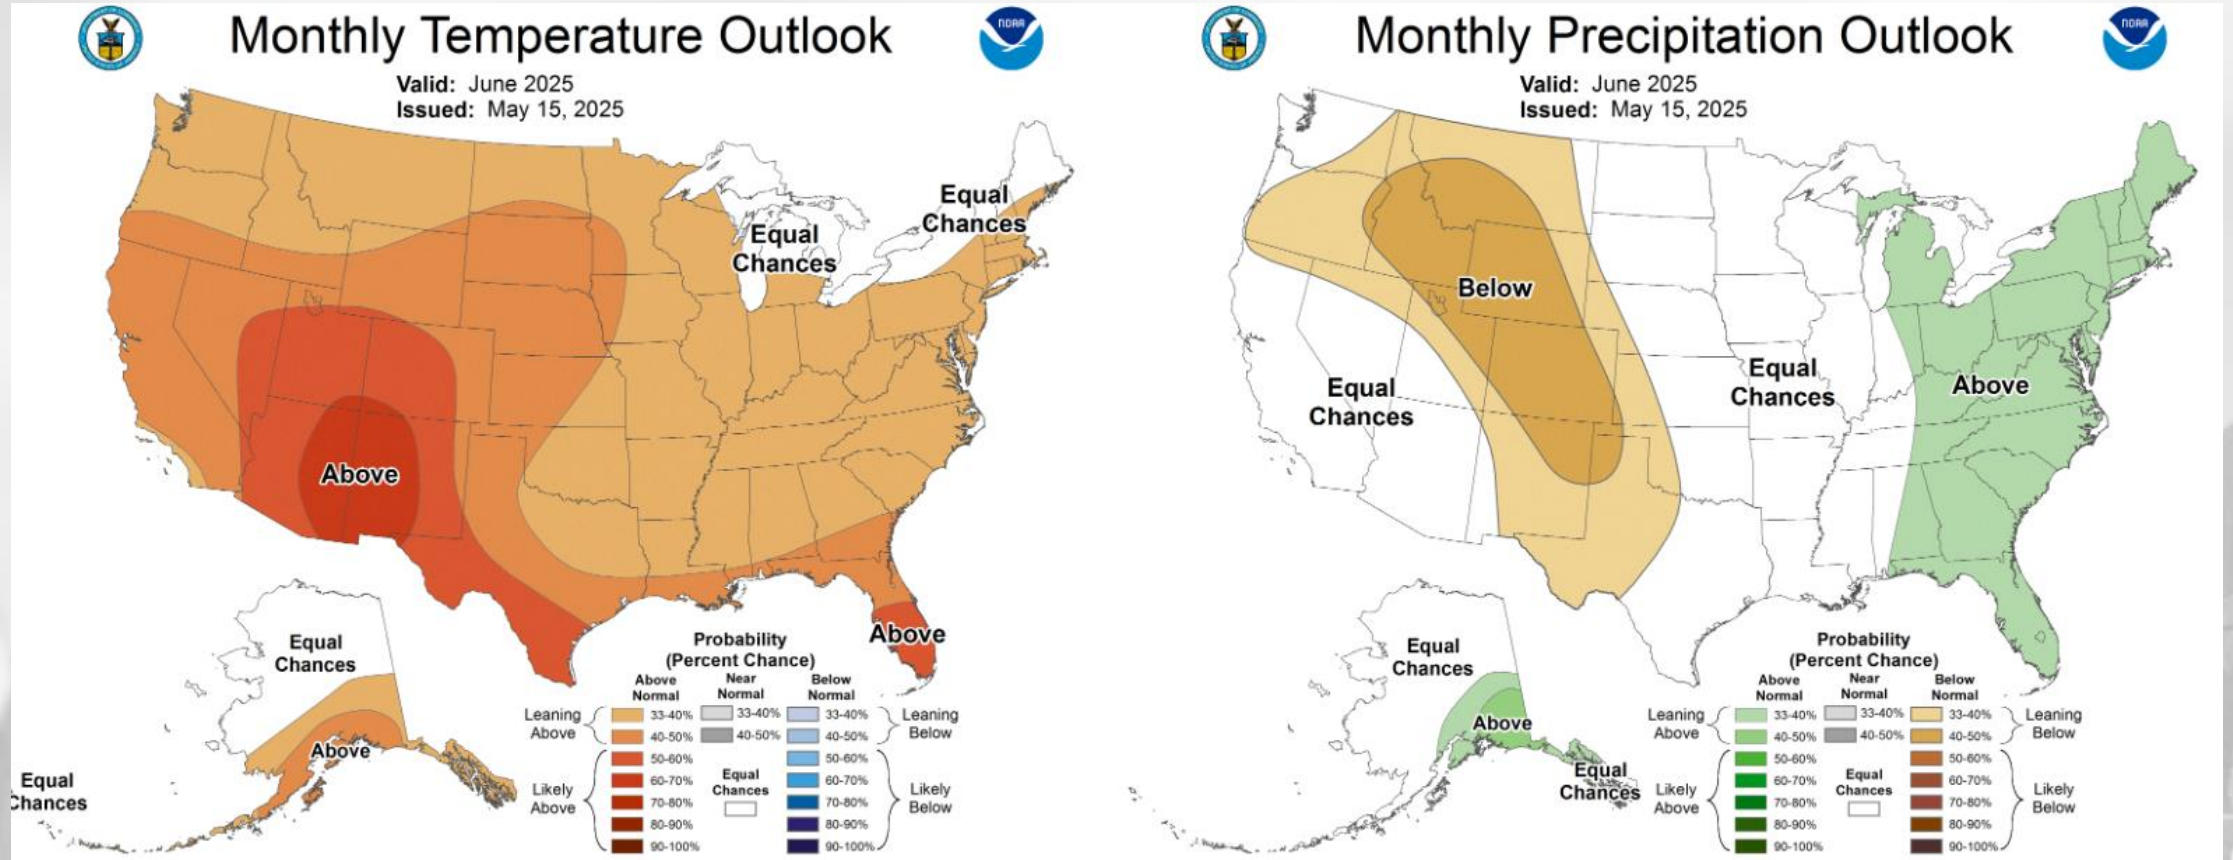 Monthly Temperature Outlook
NOAA
Valid: June 2025
Issued: May 15, 2025
Equal
Chances
Equal
Chances
Above
Above
Equal
Chances
Above
Equal
Chances
Probability
(Percent Chance)
Above
Normal
Near
Normal
Below
Normal
Leaning
Above
33-40%
33-40%
33-40%
Leaning
Below
40-50%
40-50%
40-50%
50-60%
50-60%
60-70%
60-70%
Likely
Above
70-80%
70-80%
Likely
Below
80-90%
80-90%
90-100%
90-100%
Equal
Chances
Monthly Precipitation Outlook
NOAA
Valid: June 2025
Issued: May 15, 2025
Below
Equal
Chances
Equal
Chances
Above
Equal
Chances
Above
Equal
Chances
Probability
(Percent Chance)
Above
Normal
Near
Normal
Below
Normal
Leaning
Above
33-40%
33-40%
33-40%
Leaning
Below
40-50%
40-50%
40-50%
50-60%
50-60%
60-70%
60-70%
Likely
Above
70-80%
70-80%
Likely
Below
80-90%
80-90%
90-100%
90-100%
Equal
Chances